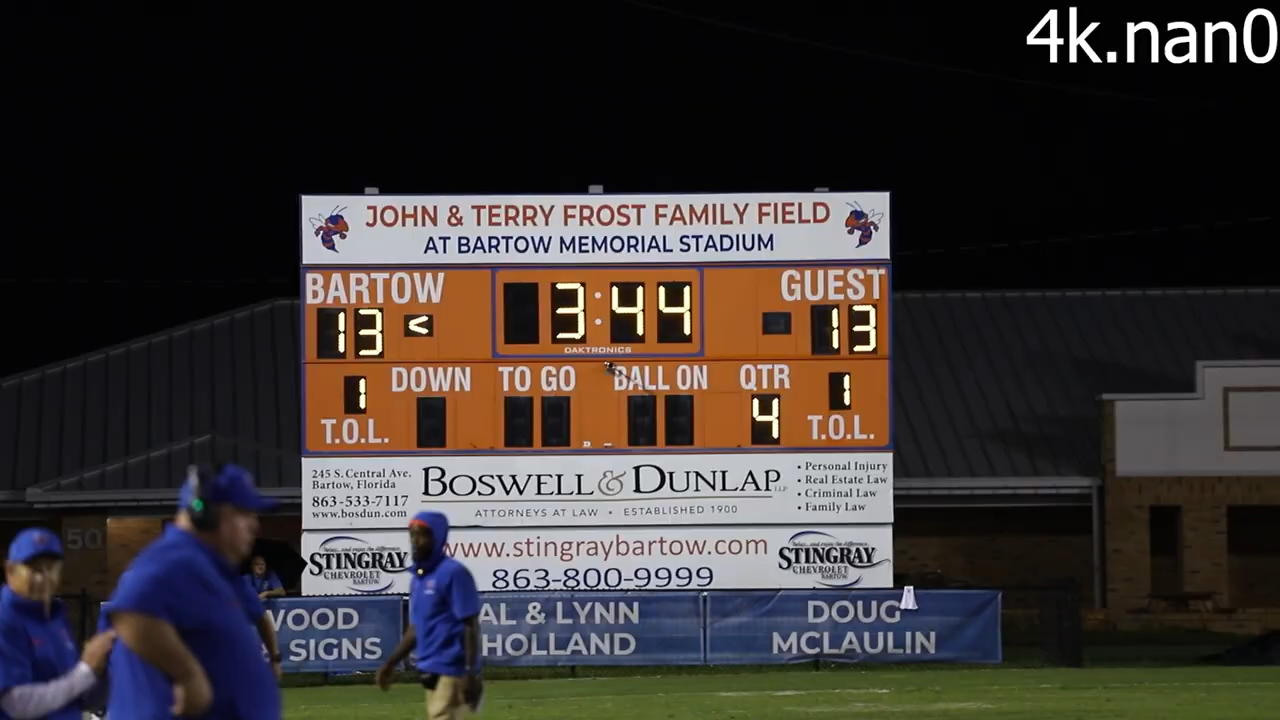 4k.nan0
JOHN & TERRY FROST FAMILY FIELD
AT BARTOW MEMORIAL STADIUM
BARTOW
GUEST
13 <
3:44
13
DAKTRONICS
DOWN TO GO BALL ON QTR
1
4
1
T.O.L.
T.O.L.
245 S. Central Ave.
Bartow, Florida
863-533-7117
www.bosdun.com
BOSWELL & DUNLAP LLP
ATTORNEYS AT LAW • ESTABLISHED 1900
• Personal Injury
• Real Estate Law
• Criminal Law
• Family Law
STINGRAY
CHEVROLET
BARTOW
www.stingraybartow.com
863-800-9999
STINGRAY
CHEVROLET
BARTOW
50
WOOD
SIGNS
AL & LYNN
HOLLAND
DOUG
MCLAULIN